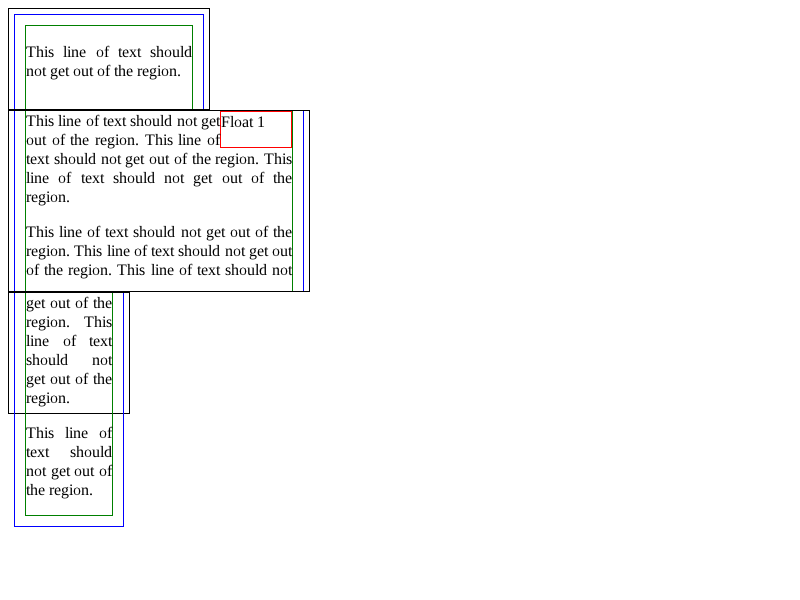 This line of text should
not get out of the region.
This line of text should not get Float 1
out of the region. This line of
text should not get out of the region. This
line of text should not get out of the
region.
This line of text should not get out of the
region. This line of text should not get out
of the region. This line of text should not
get out of the
region. This
line of text
should not
get out of the
region.
This line of
text should
not get out of
the region.